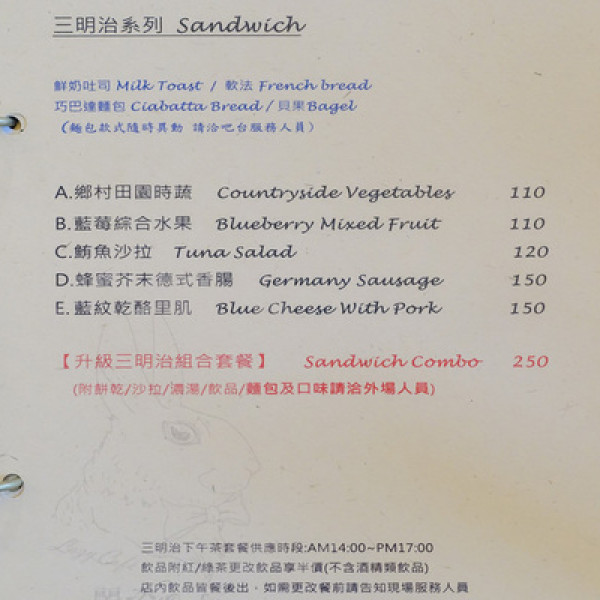 三明治系列 Sandwich
鮮奶吐司 Milk Toast / 軟法 French bread
巧巴達麵包 Ciabatta Bread / 貝果 Bagel
(麵包款式隨時異動 請洽吧台服務人員)
A.鄉村田園時蔬 Countryside Vegetables 110
B.藍莓綜合水果 Blueberry Mixed Fruit 110
C.鮪魚沙拉 Tuna Salad 120
D.蜂蜜芥末德式香腸 Germany Sausage 150
E.藍紋乾酪里肌 Blue Cheese With Pork 150
【升級三明治組合套餐】 Sandwich Combo 250
(附餅乾/沙拉/濃湯/飲品/麵包及口味請洽外場人員)
三明治下午茶套餐供應時段:AM14:00~PM17:00
飲品附紅/綠茶更改飲品享半價(不含酒精類飲品)
店內飲品皆餐後出，如需更改餐前請告知現場服務人員